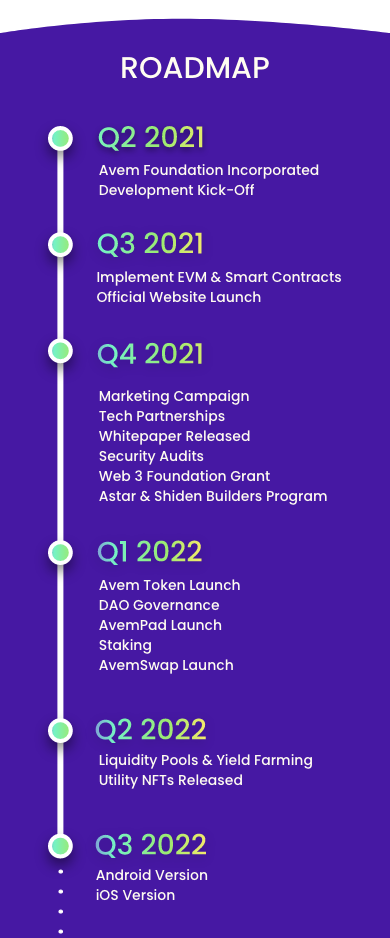 ROADMAP
Q2 2021
Avem Foundation Incorporated
Development Kick-Off
Q3 2021
Implement EVM & Smart Contracts
Official Website Launch
Q4 2021
Marketing Campaign
Tech Partnerships
Whitepaper Released
Security Audits
Web 3 Foundation Grant
Astar & Shiden Builders Program
Q1 2022
Avem Token Launch
DAO Governance
AvemPad Launch
Staking
AvemSwap Launch
Q2 2022
Liquidity Pools & Yield Farming
Utility NFTs Released
Q3 2022
Android Version
iOS Version